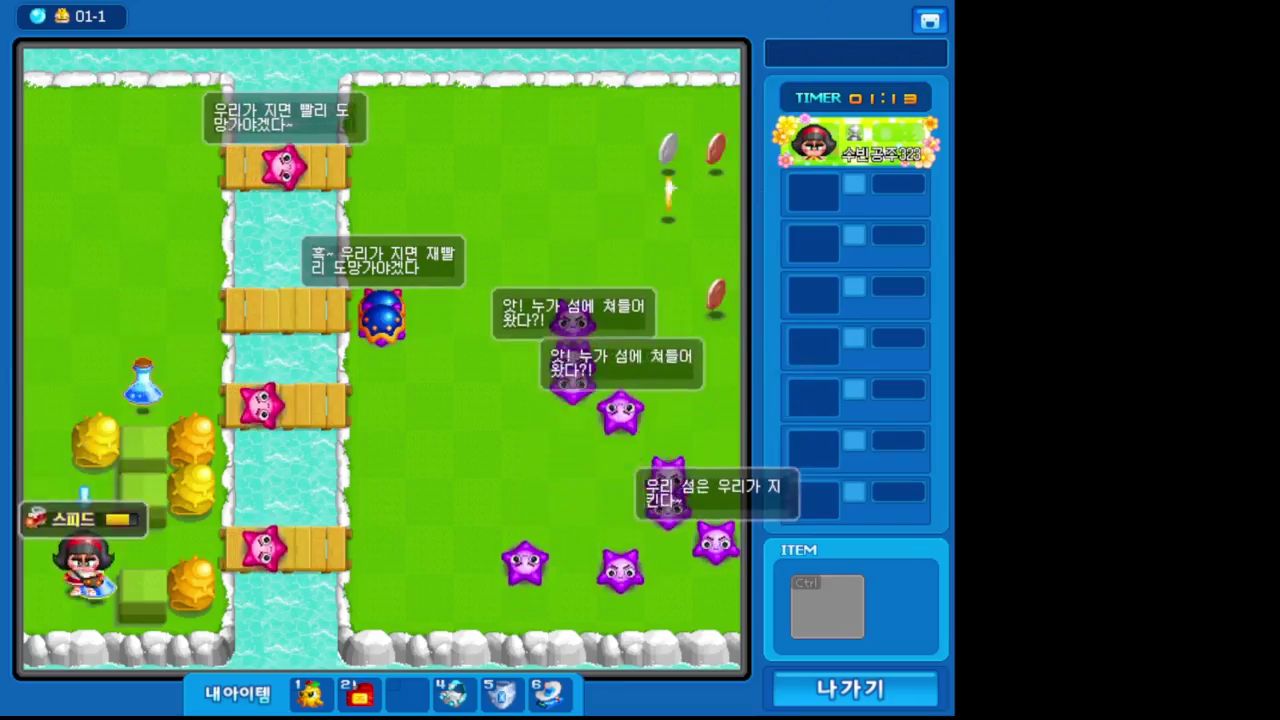 01-1
우리가 지면 빨리 도
망가야겠다~
TIMER 01:13
수빈공주323
흑~ 우리가 지면 재빨
리 도망가야겠다
앗! 누가 섬에 쳐들어
왔다?!
앗! 누가 섬에 쳐들어
왔다?!
우리 섬은 우리가 지
킨다~
스피드
ITEM
Ctrl
내아이템
1
2
4
5
6
나가기